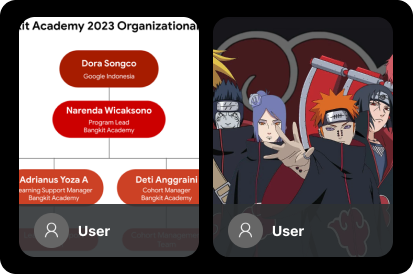 kit Academy 2023 Organizational
Dora Songco
Google Indonesia
Narenda Wicaksono
Program Lead
Bangkit Academy
Adrianus Yoza A
earning Support Manager
Bangkit Academy
Deti Anggraini
Cohort Manager
Bangkit Academy
User
User